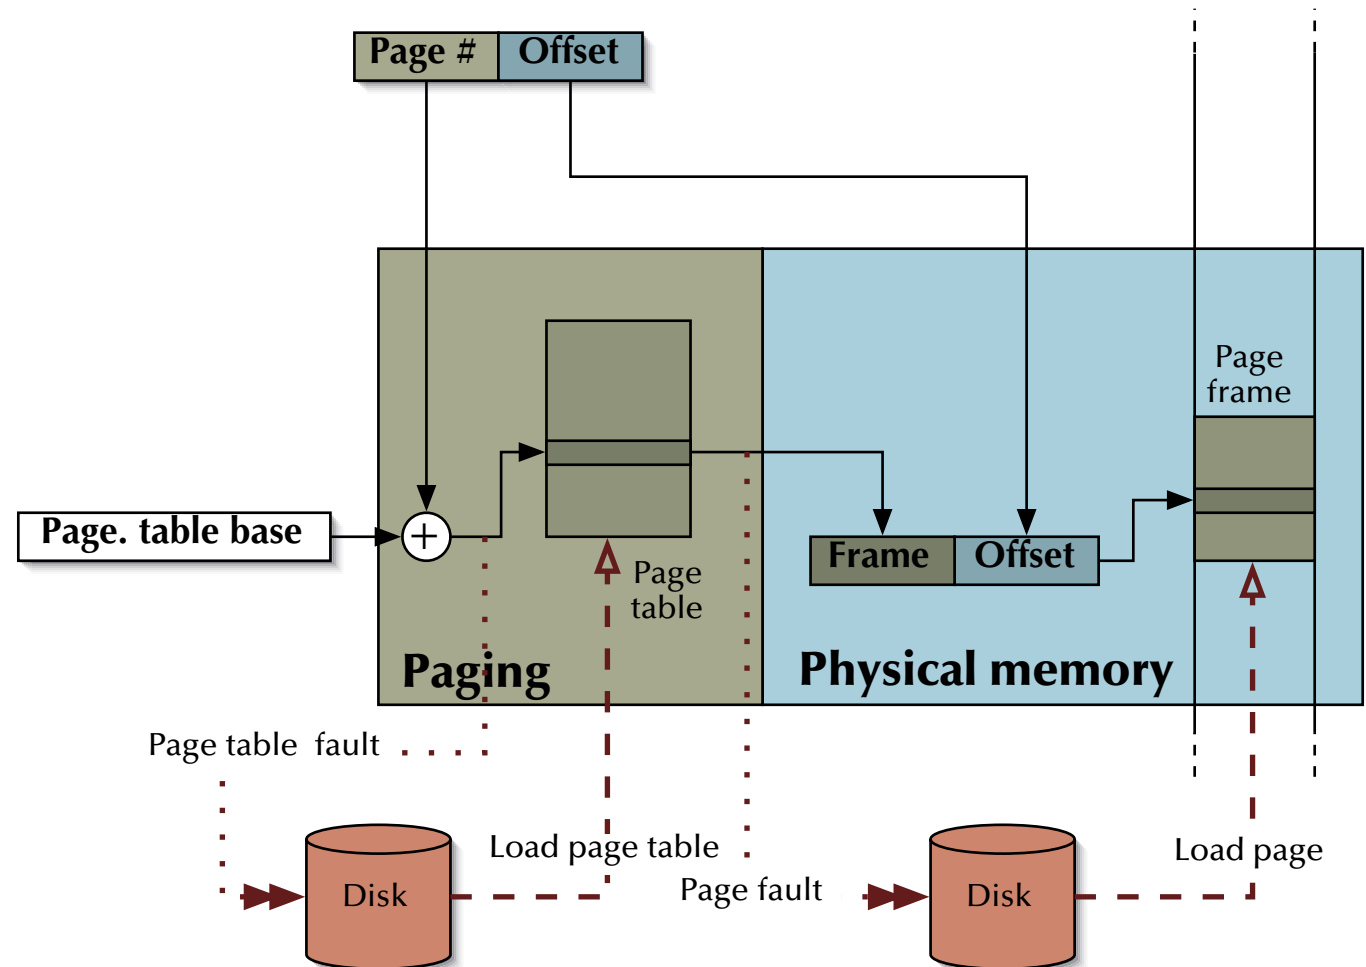 Page #
Offset
Page
frame
Page. table base
Frame
Offset
Page
table
Paging
Physical memory
Page table fault
Load page table
Load page
Page fault
Disk
Disk